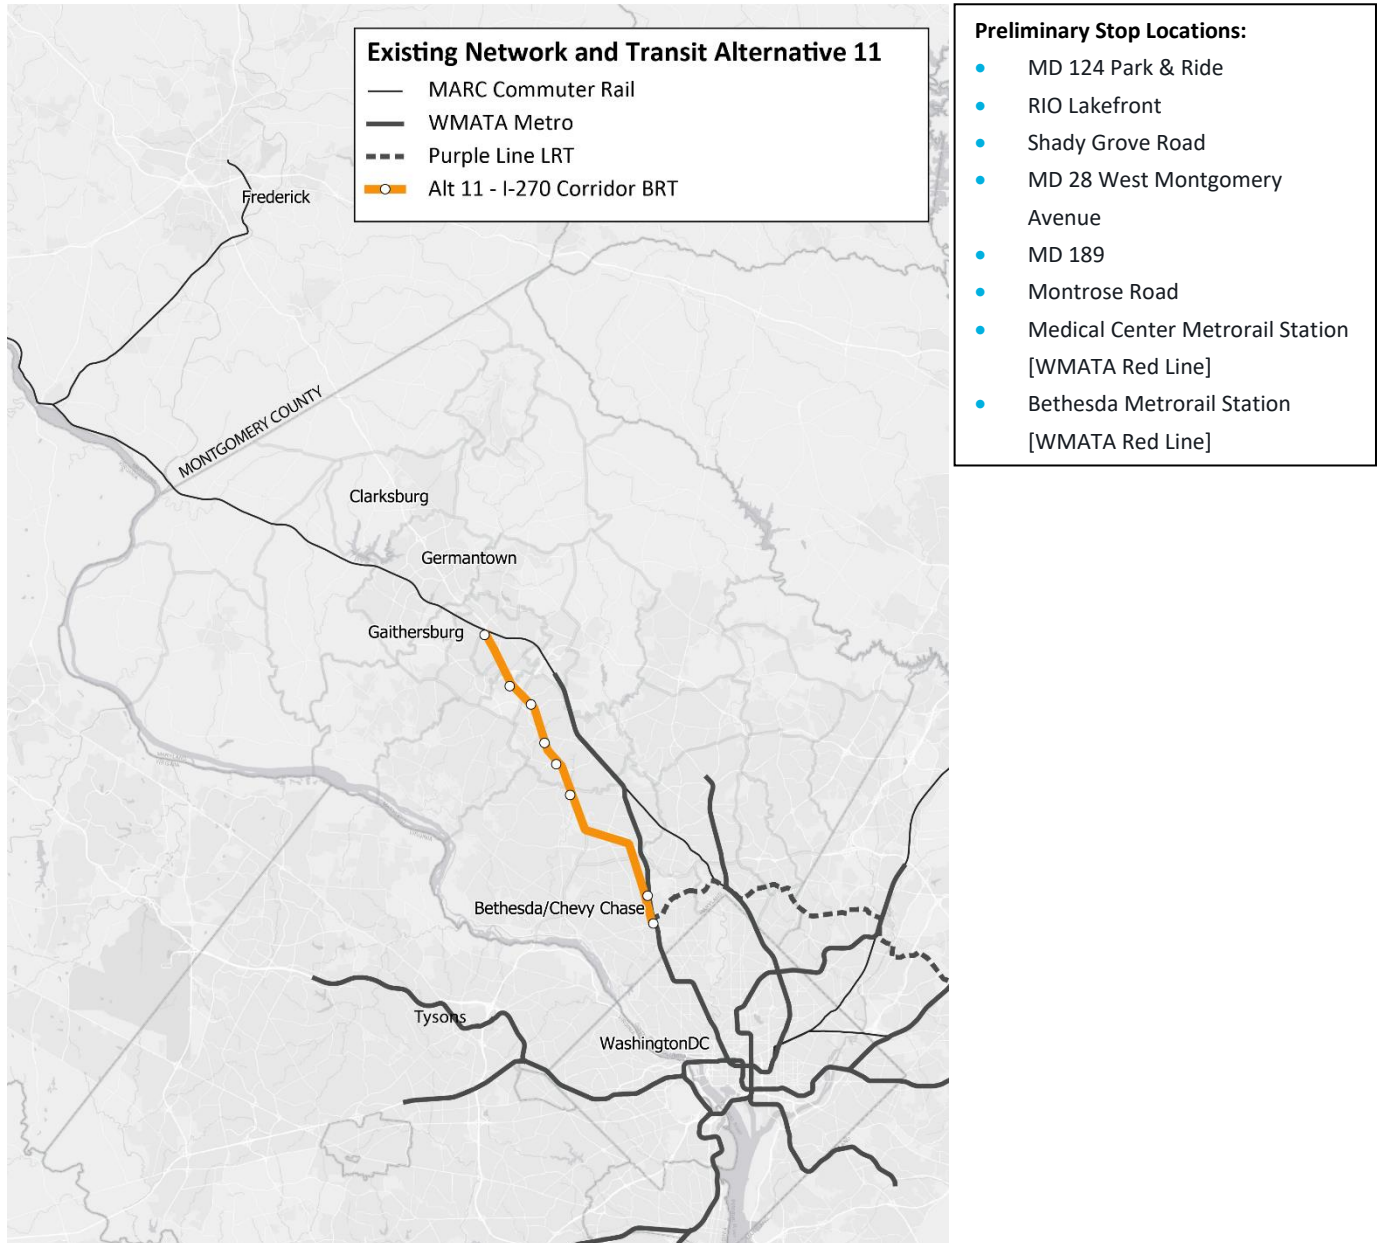 Existing Network and Transit Alternative 11
MARC Commuter Rail
WMATA Metro
Purple Line LRT
Alt 11 - I-270 Corridor BRT
Preliminary Stop Locations:
MD 124 Park & Ride
RIO Lakefront
Shady Grove Road
MD 28 West Montgomery
Avenue
MD 189
Montrose Road
Medical Center Metrorail Station
[WMATA Red Line]
Bethesda Metrorail Station
[WMATA Red Line]
Frederick
MONTGOMERY COUNTY
Clarksburg
Germantown
Gaithersburg
Bethesda/Chevy Chase
Tysons
WashingtonDC